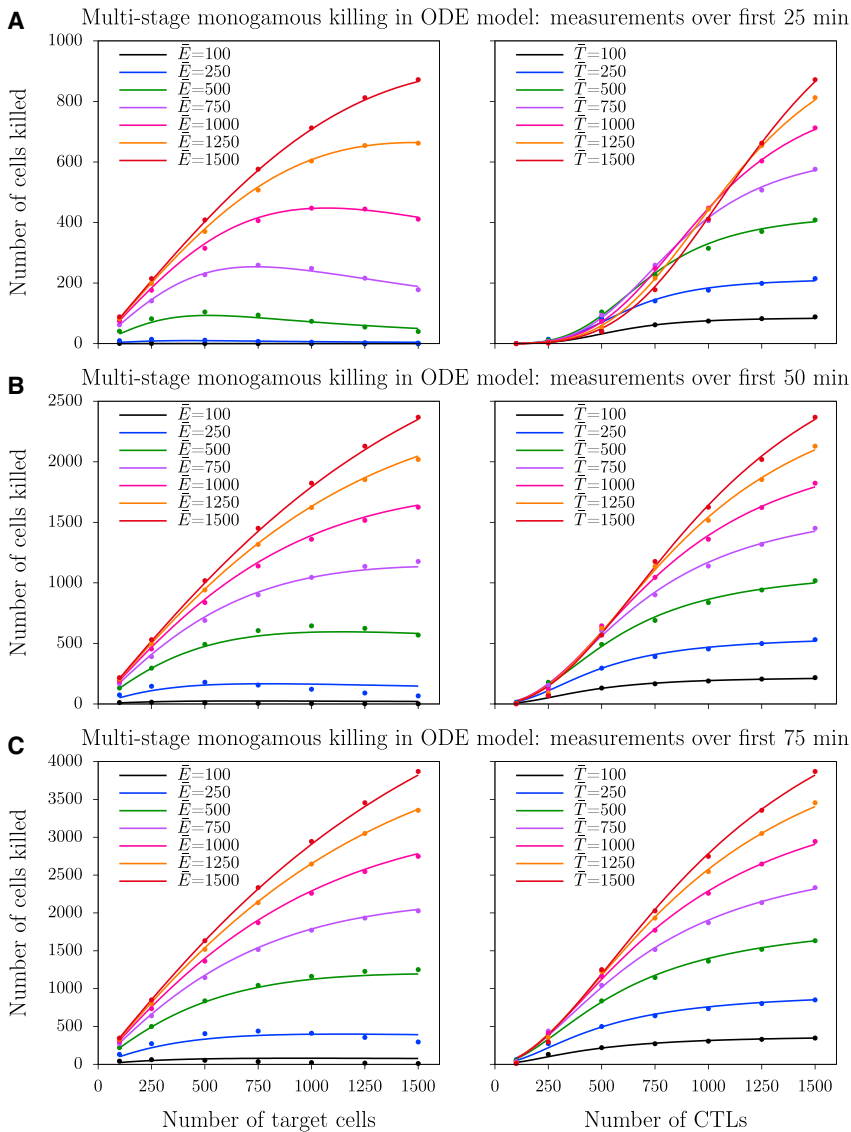 A
Multi-stage monogamous killing in ODE model: measurements over first 25 min
Number of cells killed
1000
800
600
400
200
0
Ē=100
Ē=250
Ē=500
Ē=750
Ē=1000
Ē=1250
Ē=1500
T̄=100
T̄=250
T̄=500
T̄=750
T̄=1000
T̄=1250
T̄=1500
B
Multi-stage monogamous killing in ODE model: measurements over first 50 min
Number of cells killed
2500
2000
1500
1000
500
0
Ē=100
Ē=250
Ē=500
Ē=750
Ē=1000
Ē=1250
Ē=1500
T̄=100
T̄=250
T̄=500
T̄=750
T̄=1000
T̄=1250
T̄=1500
C
Multi-stage monogamous killing in ODE model: measurements over first 75 min
Number of cells killed
4000
3500
3000
2500
2000
1500
1000
500
0
Ē=100
Ē=250
Ē=500
Ē=750
Ē=1000
Ē=1250
Ē=1500
T̄=100
T̄=250
T̄=500
T̄=750
T̄=1000
T̄=1250
T̄=1500
0 250 500 750 1000 1250 1500
0 250 500 750 1000 1250 1500
Number of target cells
Number of CTLs